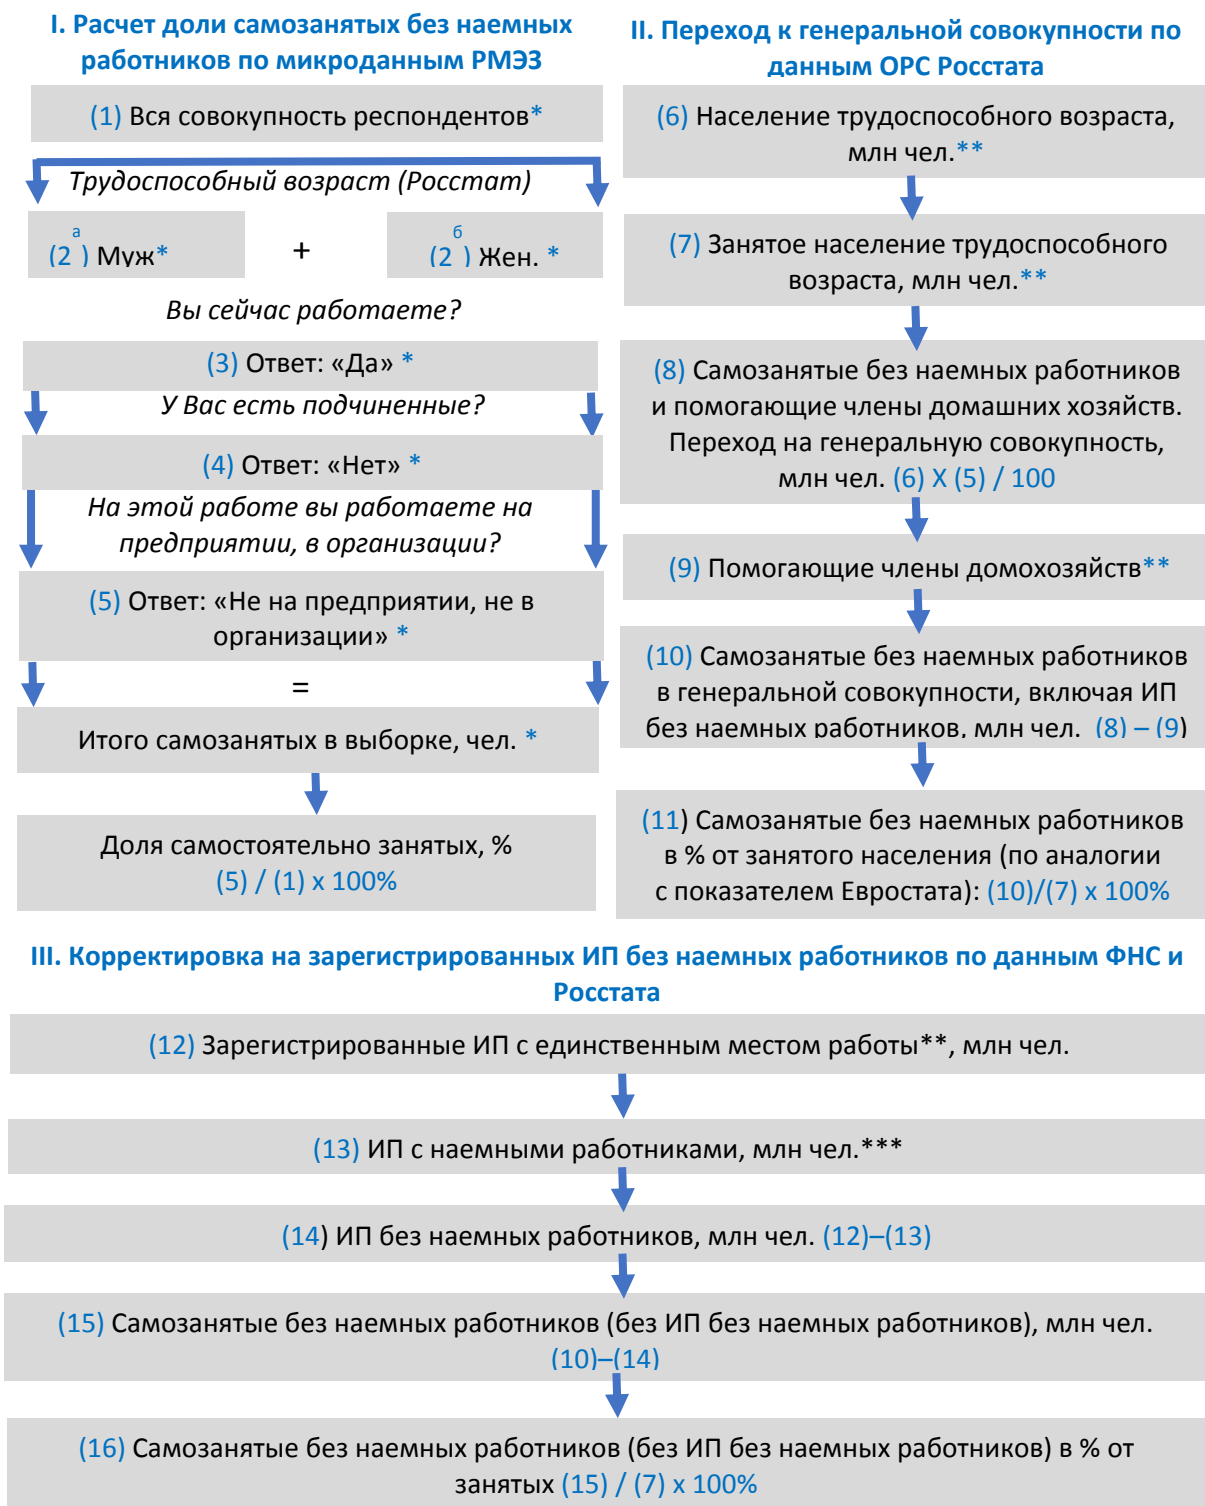 I. Расчет доли самозанятых без наемных
работников по микроданным РМЭЗ
(1) Вся совокупность респондентов*
Трудоспособный возраст (Росстат)
(2а) Муж*
+
(2б) Жен. *
Вы сейчас работаете?
(3) Ответ: «Да» *
У Вас есть подчиненные?
(4) Ответ: «Нет» *
На этой работе вы работаете на
предприятии, в организации?
(5) Ответ: «Не на предприятии, не в
организации» *
=
Итого самозанятых в выборке, чел. *
Доля самостоятельно занятых, %
(5) / (1) x 100%
II. Переход к генеральной совокупности по
данным ОРС Росстата
(6) Население трудоспособного возраста,
млн чел.**
(7) Занятое население трудоспособного
возраста, млн чел.**
(8) Самозанятые без наемных работников
и помогающие члены домашних хозяйств.
Переход на генеральную совокупность,
млн чел. (6) X (5) / 100
(9) Помогающие члены домохозяйств**
(10) Самозанятые без наемных работников
в генеральной совокупности, включая ИП
без наемных работников, млн чел. (8) – (9)
(11) Самозанятые без наемных работников
в % от занятого населения (по аналогии
с показателем Евростата): (10)/(7) x 100%
III. Корректировка на зарегистрированных ИП без наемных работников по данным ФНС и
Росстата
(12) Зарегистрированные ИП с единственным местом работы**, млн чел.
(13) ИП с наемными работниками, млн чел.***
(14) ИП без наемных работников, млн чел. (12)–(13)
(15) Самозанятые без наемных работников (без ИП без наемных работников), млн чел.
(10)–(14)
(16) Самозанятые без наемных работников (без ИП без наемных работников) в % от
занятых (15) / (7) x 100%